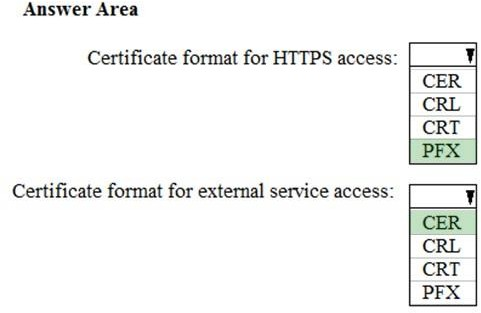 Answer Area
Certificate format for HTTPS access:
CER
CRL
CRT
PFX
Certificate format for external service access:
CER
CRL
CRT
PFX